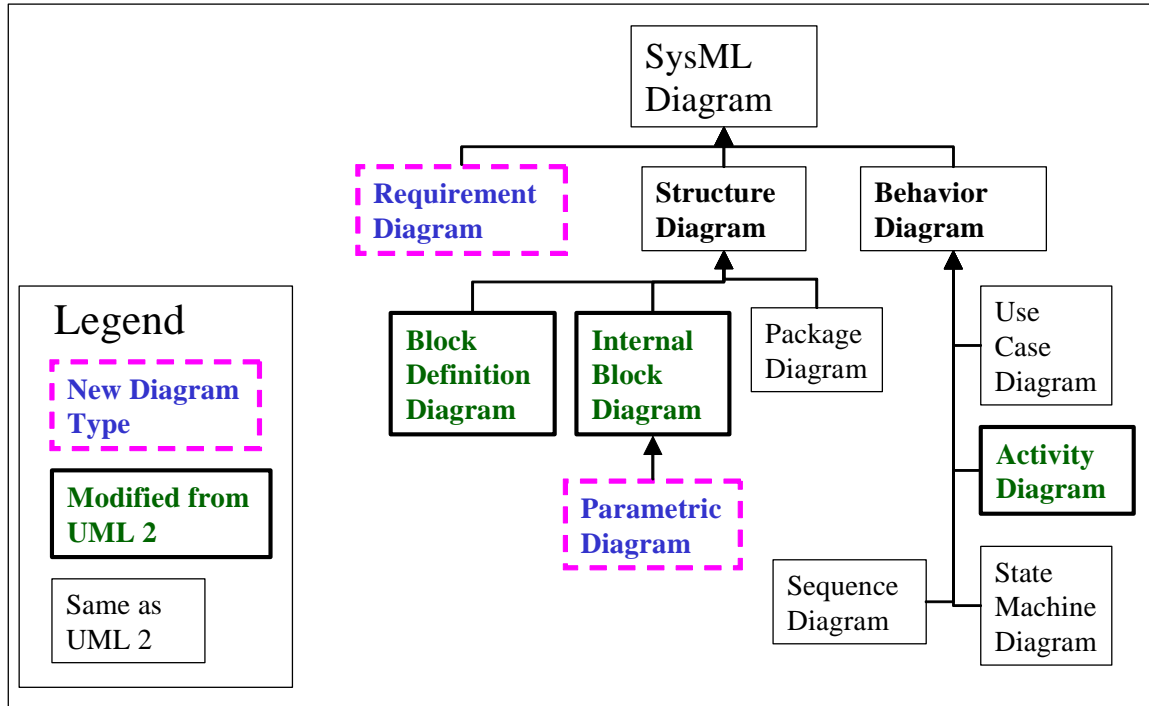 SysML
Diagram
Requirement
Diagram
Structure
Diagram
Behavior
Diagram
Block
Definition
Diagram
Internal
Block
Diagram
Package
Diagram
Use
Case
Diagram
Activity
Diagram
Parametric
Diagram
Sequence
Diagram
State
Machine
Diagram
Legend
New Diagram
Type
Modified from
UML 2
Same as
UML 2